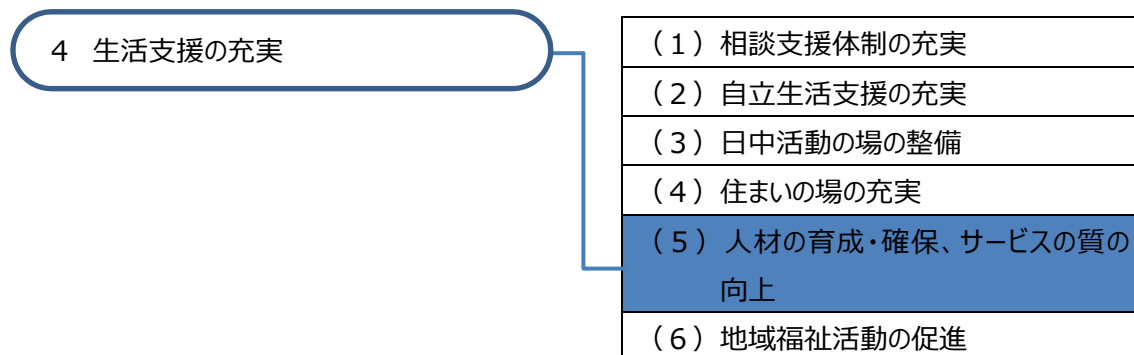 4　生活支援の充実
（１）相談支援体制の充実
（２）自立生活支援の充実
（３）日中活動の場の整備
（４）住まいの場の充実
（５）人材の育成・確保、サービスの質の
向上
（６）地域福祉活動の促進